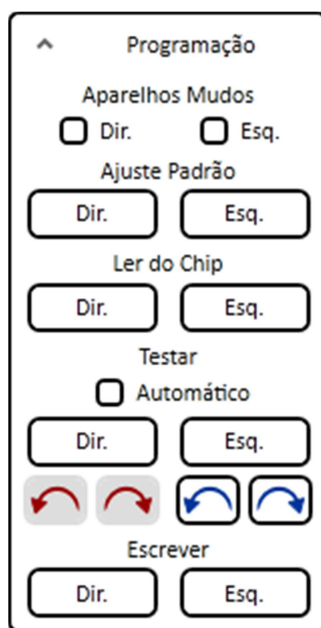 Programação
Aparelhos Mudos
Dir. Esq.
Ajuste Padrão
Dir. Esq.
Ler do Chip
Dir. Esq.
Testar
Automático
Dir. Esq.
Escrever
Dir. Esq.